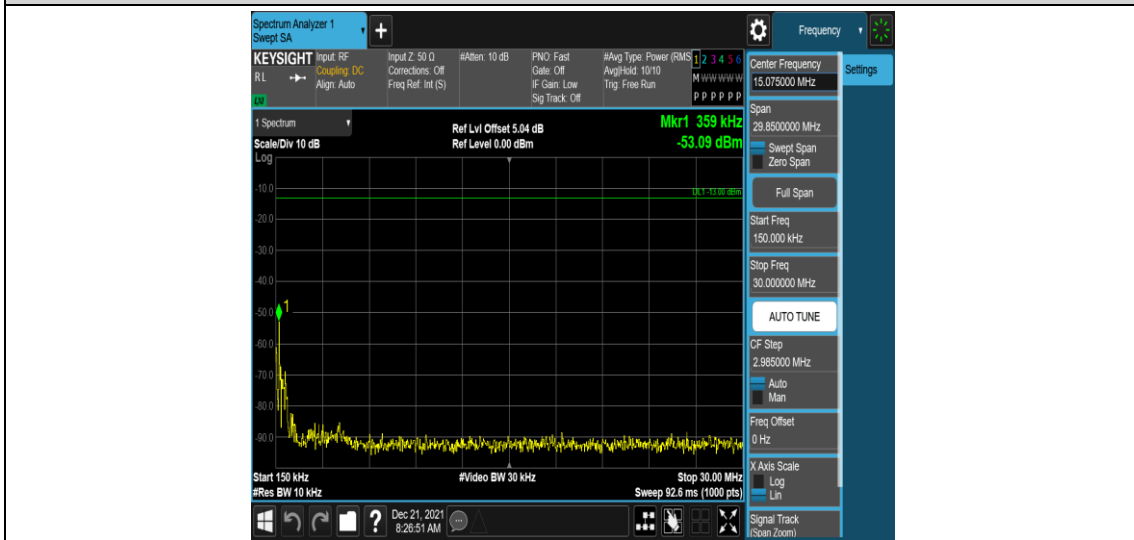 Spectrum Analyzer 1
Swept SA
Frequency
KEYSIGHT
RL
LXI
Input: RF
Coupling: DC
Align: Auto
Input Z: 50 Ω
Corrections: Off
Freq Ref: Int (S)
#Atten: 10 dB
PNO: Fast
Gate: Off
IF Gain: Low
Sig Track: Off
#Avg Type: Power (RMS
Avg|Hold: 10/10
Trig: Free Run
1 2 3 4 5 6
M W W W W W
P P P P P P
1 Spectrum
Scale/Div 10 dB
Log
Ref Lvl Offset 5.04 dB
Ref Level 0.00 dBm
Mkr1 359 kHz
-53.09 dBm
DL1 -13.00 dBm
-10.0
-20.0
-30.0
-40.0
-50.0
-60.0
-70.0
-80.0
-90.0
1
Start 150 kHz
#Res BW 10 kHz
#Video BW 30 kHz
Stop 30.00 MHz
Sweep 92.6 ms (1000 pts)
Center Frequency
15.075000 MHz
Settings
Span
29.8500000 MHz
Swept Span
Zero Span
Full Span
Start Freq
150.000 kHz
Stop Freq
30.000000 MHz
AUTO TUNE
CF Step
2.985000 MHz
Auto
Man
Freq Offset
0 Hz
X Axis Scale
Log
Lin
Signal Track
(Span Zoom)
?
Dec 21, 2021
8:26:51 AM